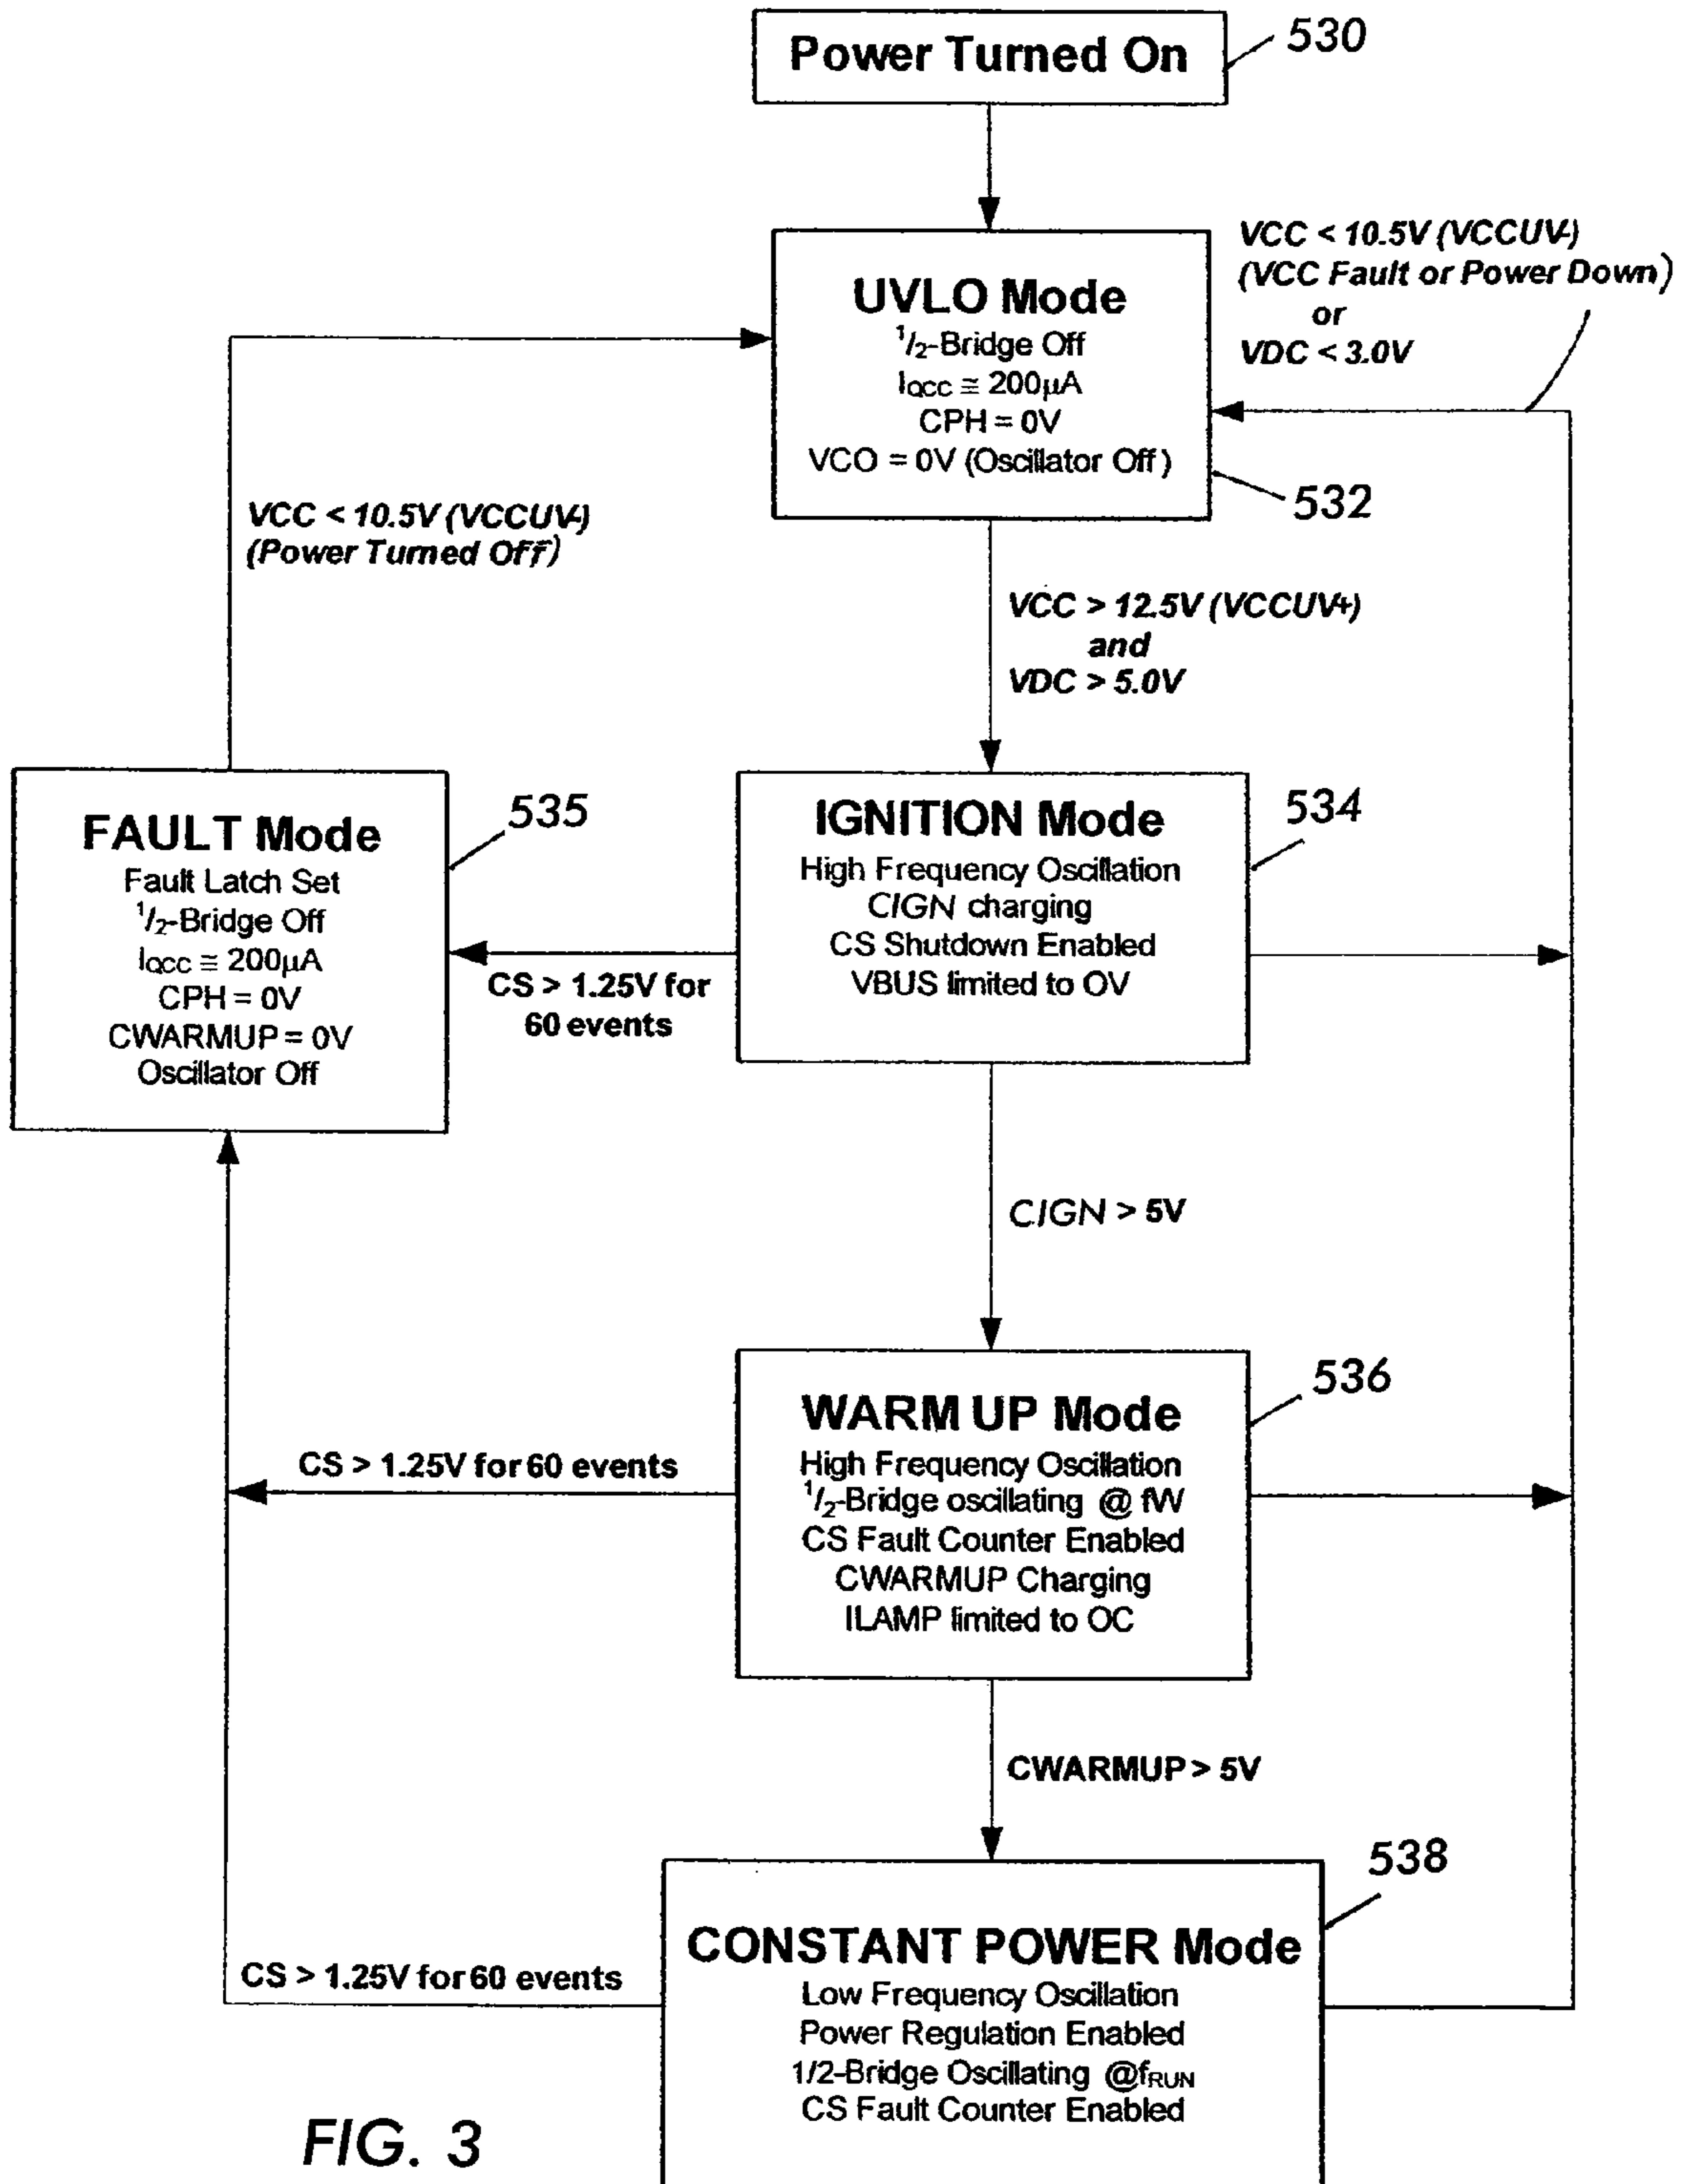 Power Turned On
530
UVLO Mode
1/2-Bridge Off
IQCC ≅ 200µA
CPH = 0V
VCO = 0V (Oscillator Off)
532
VCC < 10.5V (VCCUV-)
(VCC Fault or Power Down)
or
VDC < 3.0V
VCC < 10.5V (VCCUV-)
(Power Turned Off)
VCC > 12.5V (VCCUV+)
and
VDC > 5.0V
FAULT Mode
Fault Latch Set
1/2-Bridge Off
IQCC ≅ 200µA
CPH = 0V
CWARMUP = 0V
Oscillator Off
535
CS > 1.25V for
60 events
IGNITION Mode
High Frequency Oscillation
CIGN charging
CS Shutdown Enabled
VBUS limited to OV
534
CIGN > 5V
CS > 1.25V for 60 events
WARM UP Mode
High Frequency Oscillation
1/2-Bridge oscillating @ fW
CS Fault Counter Enabled
CWARMUP Charging
ILAMP limited to OC
536
CWARMUP > 5V
CS > 1.25V for 60 events
CONSTANT POWER Mode
Low Frequency Oscillation
Power Regulation Enabled
1/2-Bridge Oscillating @fRUN
CS Fault Counter Enabled
538
FIG. 3